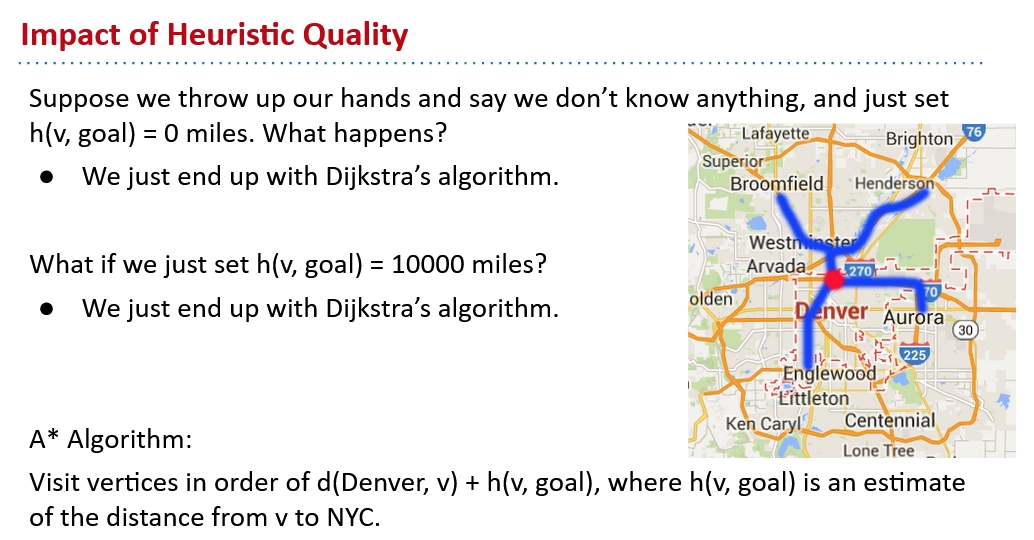 Impact of Heuristic Quality
Suppose we throw up our hands and say we don’t know anything, and just set
h(v, goal) = 0 miles. What happens?
● We just end up with Dijkstra’s algorithm.
What if we just set h(v, goal) = 10000 miles?
● We just end up with Dijkstra’s algorithm.
A* Algorithm:
Visit vertices in order of d(Denver, v) + h(v, goal), where h(v, goal) is an estimate
of the distance from v to NYC.
Lafayette
Brighton
76
Superior
Broomfield
Henderson
Westminster
Arvada
270
olden
70
Denver
Aurora
30
225
Englewood
Littleton
Ken Caryl
Centennial
Lone Tree